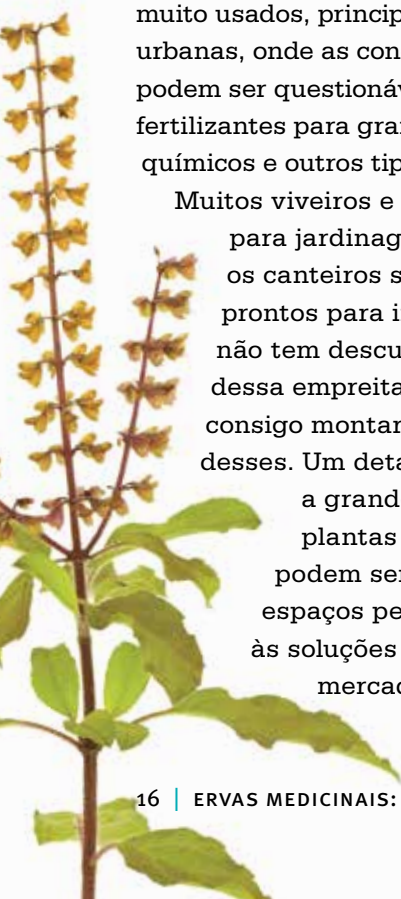 muito usados, princip
urbanas, onde as con
podem ser questionáv
fertilizantes para gra
químicos e outros tip
Muitos viveiros e
para jardinag
os canteiros s
prontos para i
não tem descu
dessa empreita
consigo montar
desses. Um deta
a grand
plantas
podem ser
espaços pe
às soluções
mercad
16 | ERVAS MEDICINAIS: